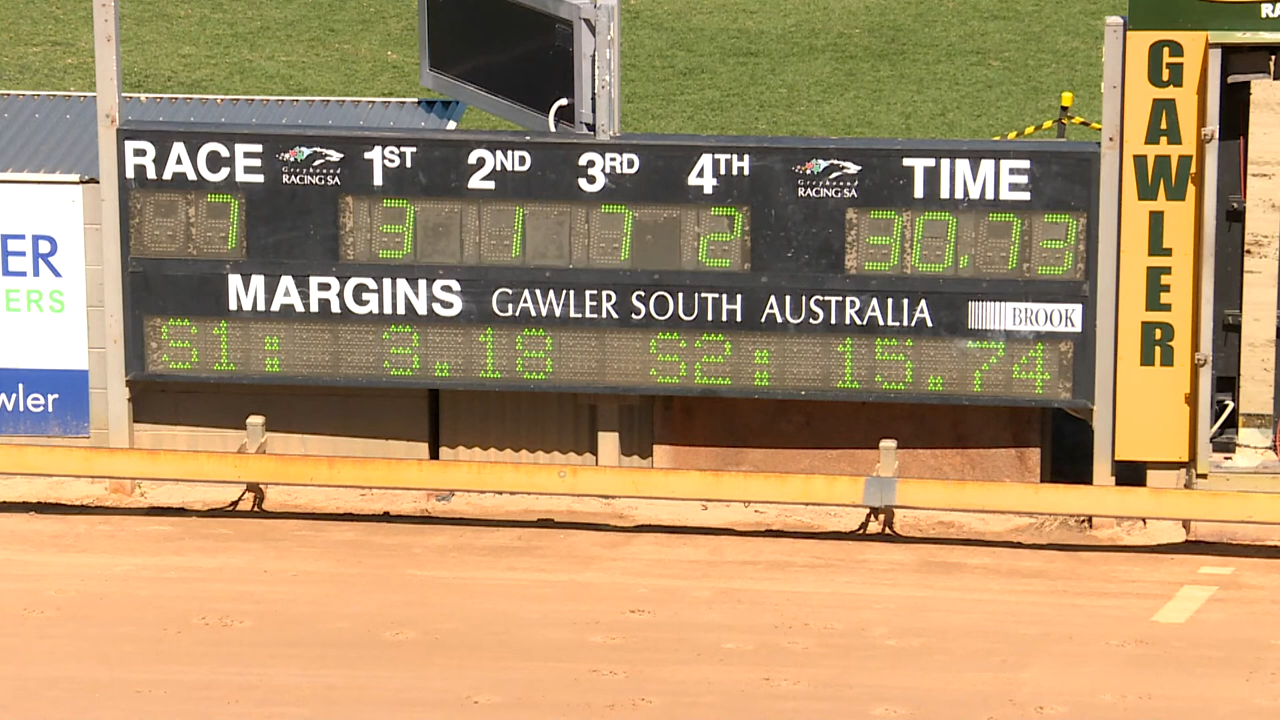 RA
GAWLER
RACE
Greyhound
RACING SA
1ST 2ND 3RD 4TH
Greyhound
RACING SA
TIME
7 3 1 7 2 30.73
MARGINS GAWLER SOUTH AUSTRALIA BROOK
S1: 3.18 S2: 15.74
ER
ERS
wler